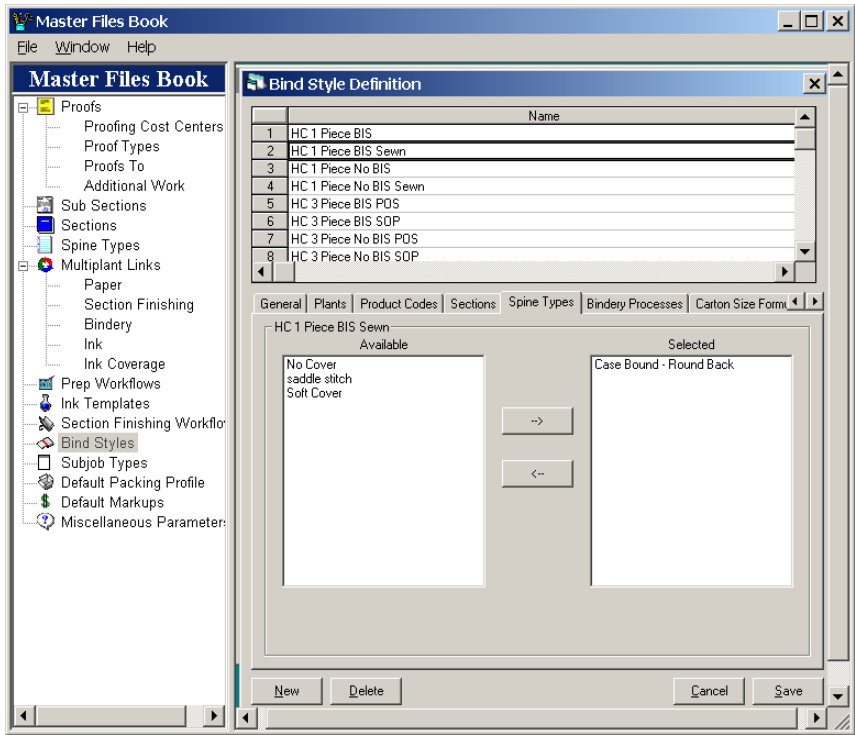 Master Files Book
File Window Help
Master Files Book
Proofs
Proofing Cost Centers
Proof Types
Proofs To
Additional Work
Sub Sections
Sections
Spine Types
Multiplant Links
Paper
Section Finishing
Bindery
Ink
Ink Coverage
Prep Workflows
Ink Templates
Section Finishing Workflo
Bind Styles
Subjob Types
Default Packing Profile
Default Markups
Miscellaneous Parameter
Bind Style Definition
Name
1 HC 1 Piece BIS
2 HC 1 Piece BIS Sewn
3 HC 1 Piece No BIS
4 HC 1 Piece No BIS Sewn
5 HC 3 Piece BIS POS
6 HC 3 Piece BIS SOP
7 HC 3 Piece No BIS POS
8 HC 3 Piece No BIS SOP
General Plants Product Codes Sections Spine Types Bindery Processes Carton Size Formu
HC 1 Piece BIS Sewn
Available
No Cover
saddle stitch
Soft Cover
-->
<--
Selected
Case Bound - Round Back
New Delete Cancel Save